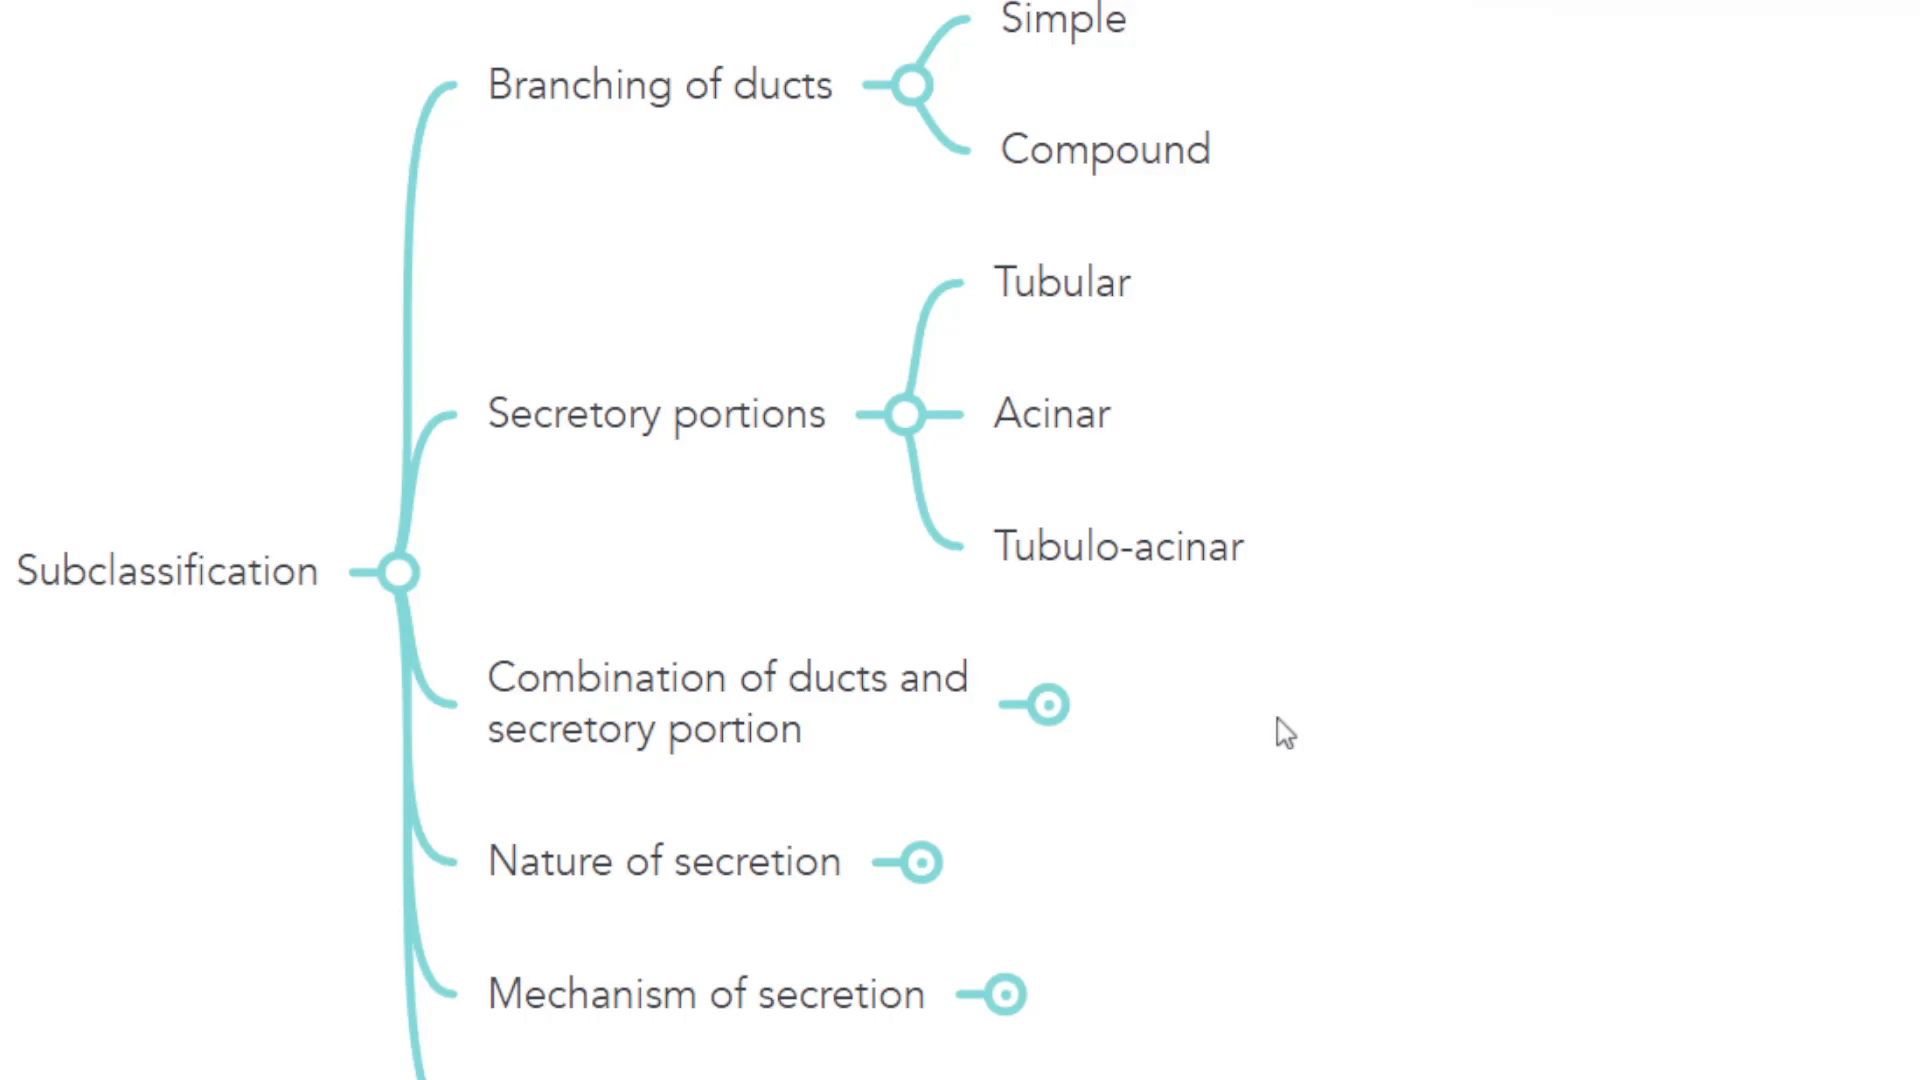 Simple
Branching of ducts
Compound
Tubular
Secretory portions
Acinar
Tubulo-acinar
Subclassification
Combination of ducts and
secretory portion
Nature of secretion
Mechanism of secretion